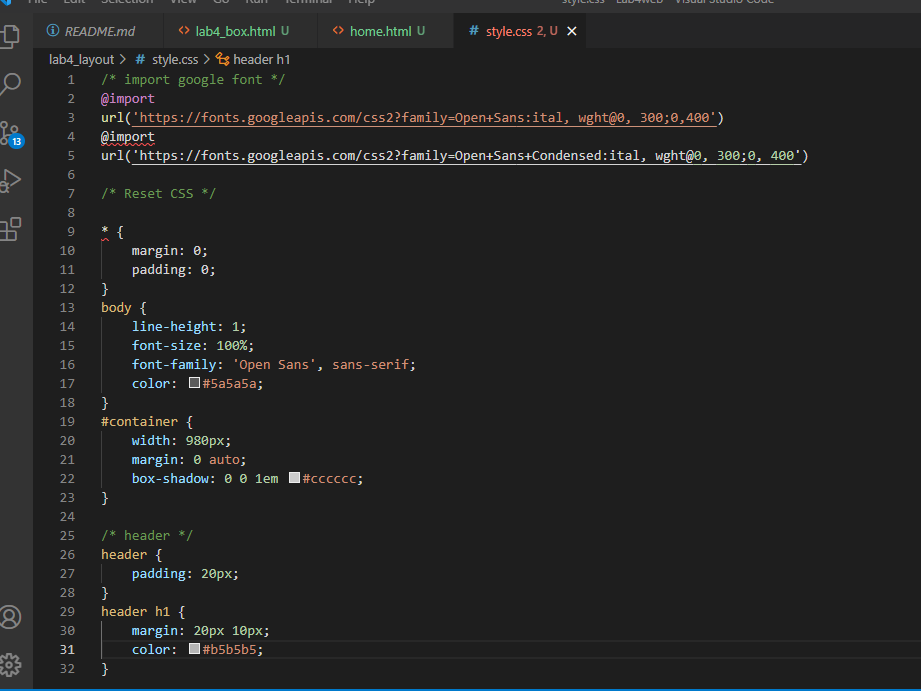 File Edit Selection View Go Run Terminal Help style.css - Lab4Web - Visual Studio Code
README.md lab4_box.html U home.html U # style.css 2, U
lab4_layout > # style.css > header h1
1 /* import google font */
2 @import
3 url('https://fonts.googleapis.com/css2?family=Open+Sans:ital, wght@0, 300;0,400')
4 @import
5 url('https://fonts.googleapis.com/css2?family=Open+Sans+Condensed:ital, wght@0, 300;0, 400')
6
7 /* Reset CSS */
8
9 * {
10 margin: 0;
11 padding: 0;
12 }
13 body {
14 line-height: 1;
15 font-size: 100%;
16 font-family: 'Open Sans', sans-serif;
17 color: #5a5a5a;
18 }
19 #container {
20 width: 980px;
21 margin: 0 auto;
22 box-shadow: 0 0 1em #cccccc;
23 }
24
25 /* header */
26 header {
27 padding: 20px;
28 }
29 header h1 {
30 margin: 20px 10px;
31 color: #b5b5b5;
32 }
13